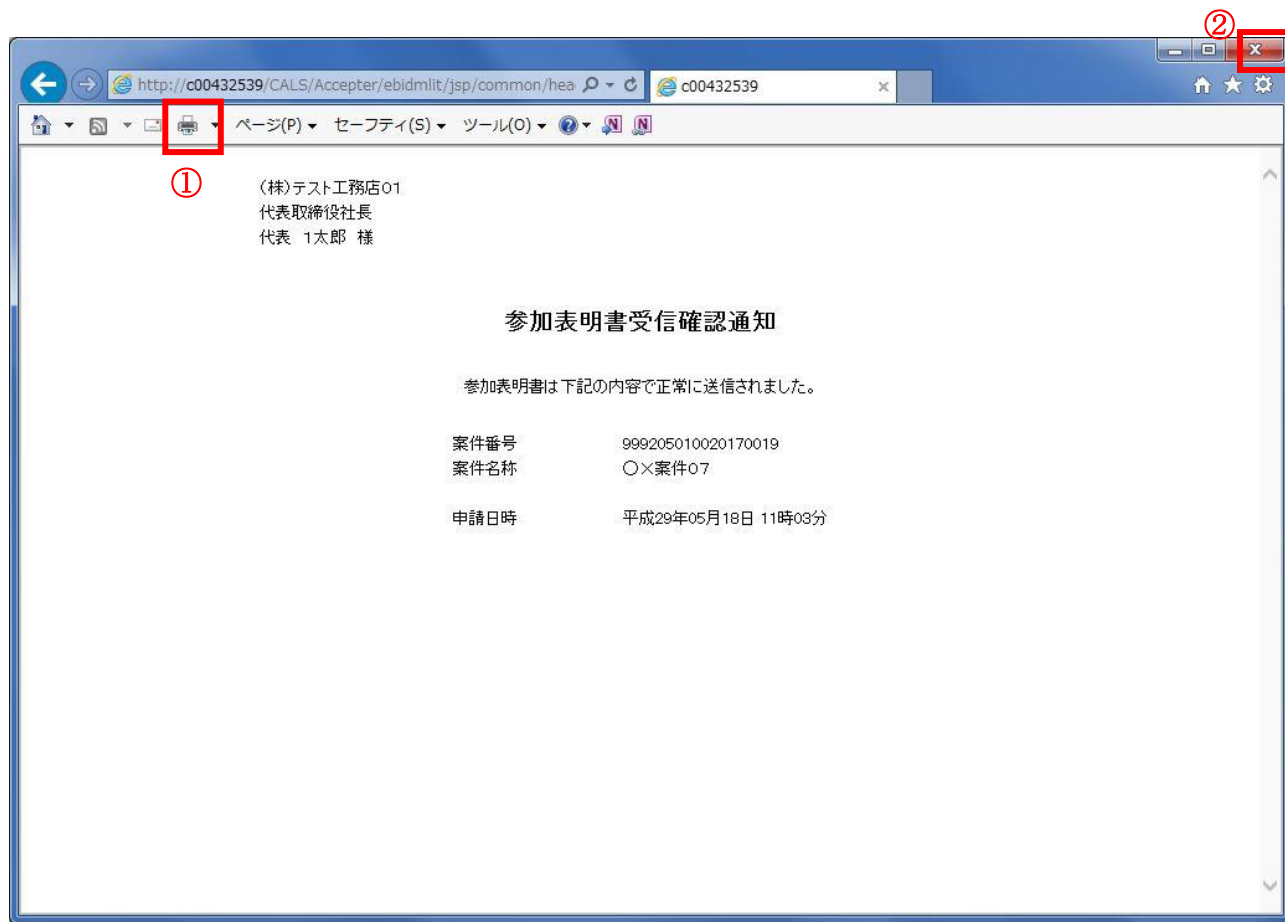 ②
http://c00432539/CALS/Accepter/ebidmlit/jsp/common/hea
c00432539
ページ(P) セーフティ(S) ツール(O)
①
(株)テスト工務店01
代表取締役社長
代表 1太郎 様
参加表明書受信確認通知
参加表明書は下記の内容で正常に送信されました。
案件番号 999205010020170019
案件名称 ○×案件07
申請日時 平成29年05月18日 11時03分